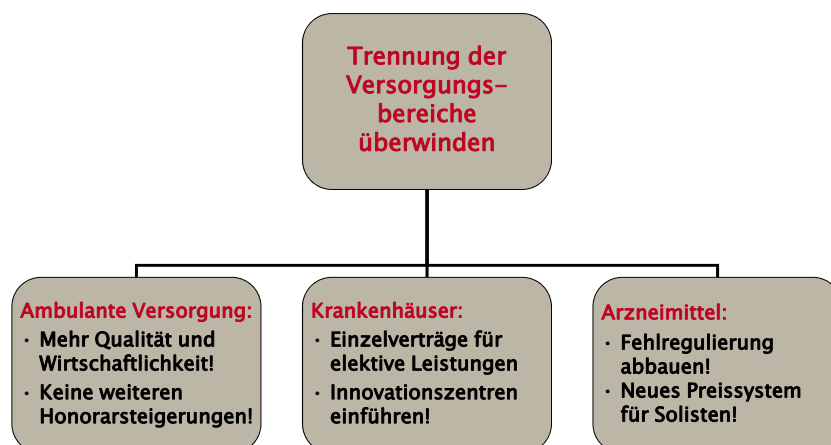 Trennung der
Versorgungs-
bereiche
überwinden
Ambulante Versorgung:
· Mehr Qualität und
Wirtschaftlichkeit!
· Keine weiteren
Honorarsteigerungen!
Krankenhäuser:
· Einzelverträge für
elektive Leistungen
· Innovationszentren
einführen!
Arzneimittel:
· Fehlregulierung
abbauen!
· Neues Preissystem
für Solisten!